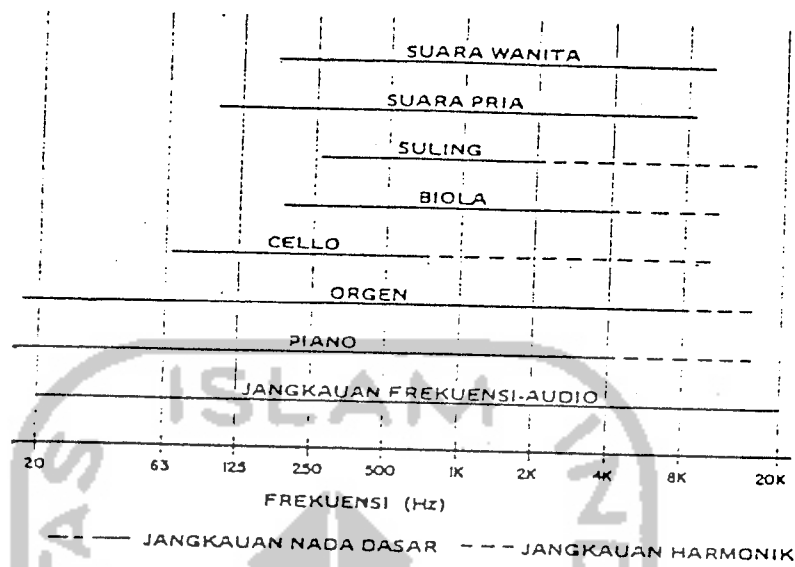 SUARA WANITA
SUARA PRIA
SULING
BIOLA
CELLO
ORGEN
PIANO
JANGKAUAN FREKUENSI-AUDIO
20 63 125 250 500 1K 2K 4K 8K 20K
FREKUENSI (Hz)
JANGKAUAN NADA DASAR JANGKAUAN HARMONIK
ISLAM